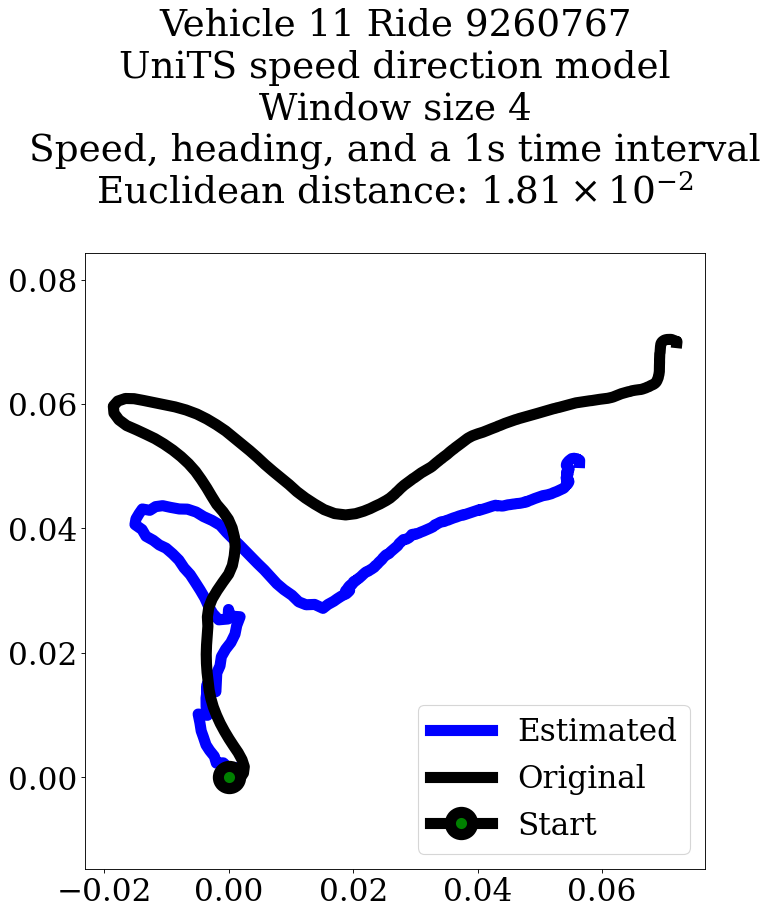 Vehicle 11 Ride 9260767
UniTS speed direction model
Window size 4
Speed, heading, and a 1s time interval
Euclidean distance: 1.81 × 10⁻²
0.08
0.06
0.04
0.02
0.00
Estimated
Original
Start
−0.02 0.00 0.02 0.04 0.06